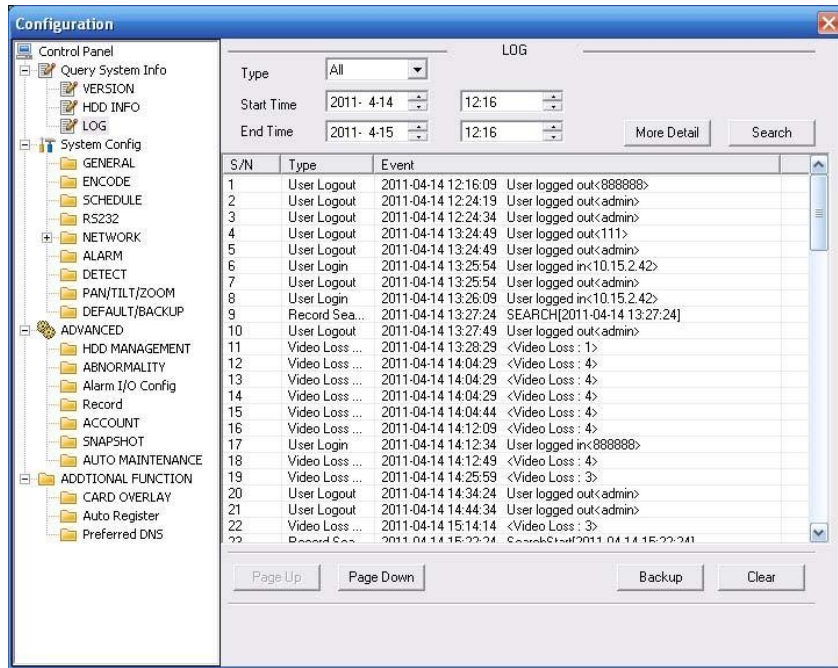 Configuration
Control Panel
Query System Info
VERSION
HDD INFO
LOG
System Config
GENERAL
ENCODE
SCHEDULE
RS232
NETWORK
ALARM
DETECT
PAN/TILT/ZOOM
DEFAULT/BACKUP
ADVANCED
HDD MANAGEMENT
ABNORMALITY
Alarm I/O Config
Record
ACCOUNT
SNAPSHOT
AUTO MAINTENANCE
ADDTIONAL FUNCTION
CARD OVERLAY
Auto Register
Preferred DNS
LOG
Type All
Start Time 2011- 4-14 12:16
End Time 2011- 4-15 12:16 More Detail Search
S/N Type Event
1 User Logout 2011-04-14 12:16:09 User logged out<888888>
2 User Logout 2011-04-14 12:24:19 User logged out<admin>
3 User Logout 2011-04-14 12:24:34 User logged out<admin>
4 User Logout 2011-04-14 13:24:49 User logged out<111>
5 User Logout 2011-04-14 13:24:49 User logged out<admin>
6 User Login 2011-04-14 13:25:54 User logged in<10.15.2.42>
7 User Logout 2011-04-14 13:25:54 User logged out<admin>
8 User Login 2011-04-14 13:26:09 User logged in<10.15.2.42>
9 Record Sea... 2011-04-14 13:27:24 SEARCH[2011-04-14 13:27:24]
10 User Logout 2011-04-14 13:27:49 User logged out<admin>
11 Video Loss ... 2011-04-14 13:28:29 <Video Loss : 1>
12 Video Loss ... 2011-04-14 14:04:29 <Video Loss : 4>
13 Video Loss ... 2011-04-14 14:04:29 <Video Loss : 4>
14 Video Loss ... 2011-04-14 14:04:29 <Video Loss : 4>
15 Video Loss ... 2011-04-14 14:04:44 <Video Loss : 4>
16 Video Loss ... 2011-04-14 14:12:09 <Video Loss : 4>
17 User Login 2011-04-14 14:12:34 User logged in<888888>
18 Video Loss ... 2011-04-14 14:12:49 <Video Loss : 4>
19 Video Loss ... 2011-04-14 14:25:59 <Video Loss : 3>
20 User Logout 2011-04-14 14:34:24 User logged out<admin>
21 User Logout 2011-04-14 14:44:34 User logged out<admin>
22 Video Loss ... 2011-04-14 15:14:14 <Video Loss : 3>
23 Record Sea... 2011-04-14 15:22:24 SearchStart[2011-04-14 15:22:24]
Page Up Page Down Backup Clear